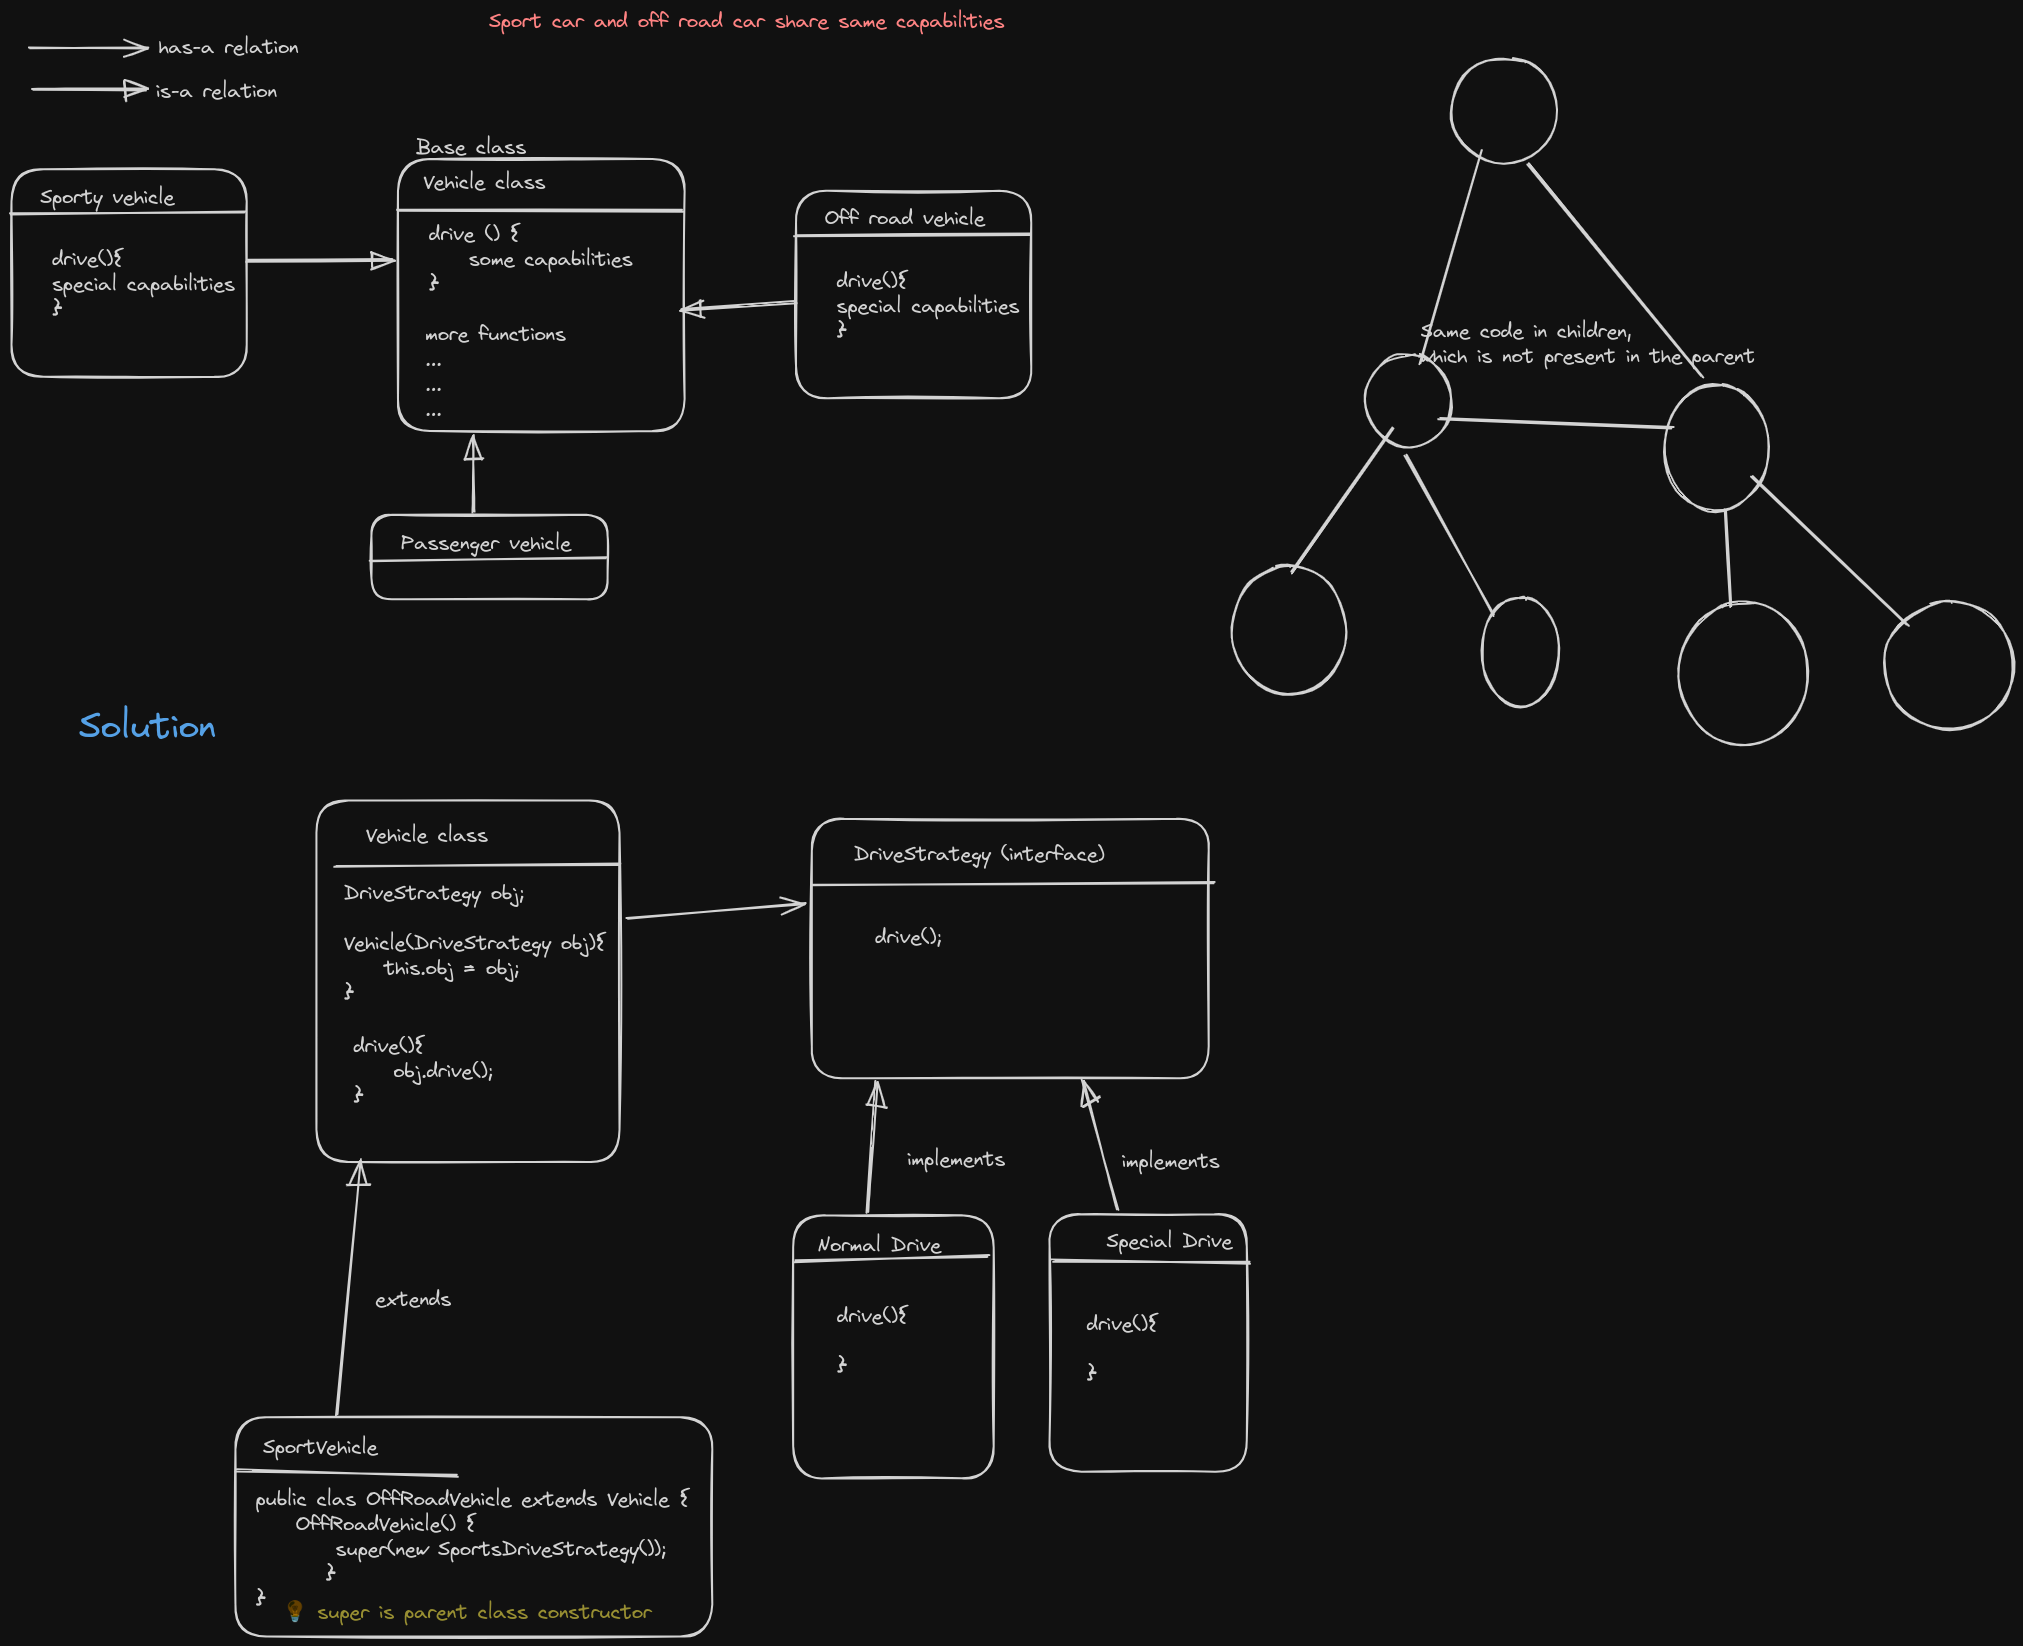 Sport car and off road car share same capabilities
has-a relation
is-a relation
Sporty vehicle
drive(){
special capabilities
}
Base class
Vehicle class
drive () {
some capabilities
}
more functions
...
...
...
Off road vehicle
drive(){
special capabilities
}
Passenger vehicle
Same code in children,
which is not present in the parent
Solution
Vehicle class
DriveStrategy obj;
Vehicle(DriveStrategy obj){
this.obj = obj;
}
drive(){
obj.drive();
}
DriveStrategy (interface)
drive();
implements
implements
Normal Drive
drive(){
}
Special Drive
drive(){
}
extends
SportVehicle
public clas OffRoadVehicle extends Vehicle {
OffRoadVehicle() {
super(new SportsDriveStrategy());
}
}
💡 super is parent class constructor